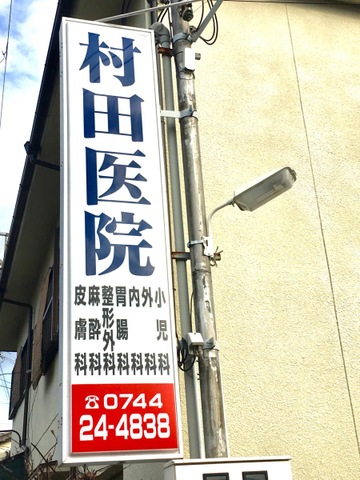 村田医院
小児科
外科
内科
胃腸科
整形外科
麻酔科
皮膚科
☎0744
24-4838